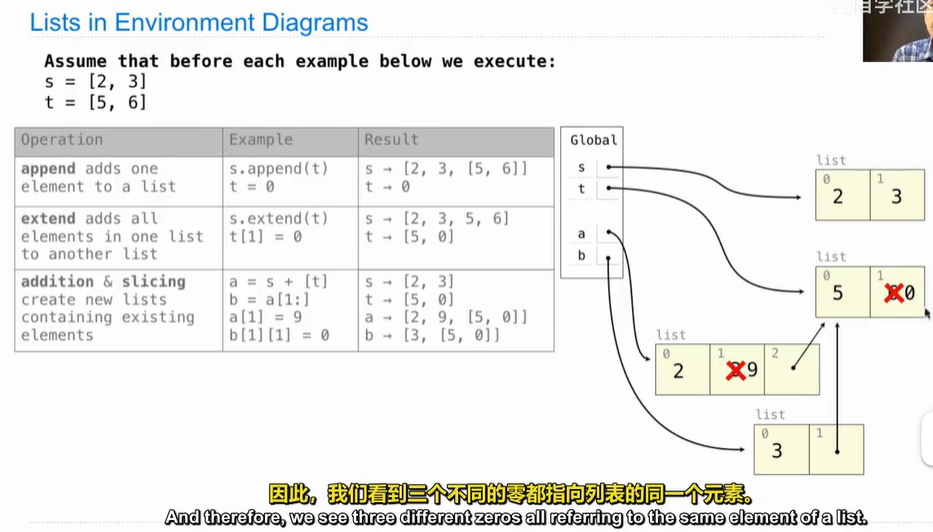 Lists in Environment Diagrams
自学社区
Assume that before each example below we execute:
s = [2, 3]
t = [5, 6]
Operation Example Result
append adds one element to a list
s.append(t)
t = 0
s → [2, 3, [5, 6]]
t → 0
extend adds all elements in one list to another list
s.extend(t)
t[1] = 0
s → [2, 3, 5, 6]
t → [5, 0]
addition & slicing create new lists containing existing elements
a = s + [t]
b = a[1:]
a[1] = 9
b[1][1] = 0
s → [2, 3]
t → [5, 0]
a → [2, 9, [5, 0]]
b → [3, [5, 0]]
Global
s
t
a
b
list
0 1
2 3
list
0 1
5 0
list
0 1 2
2 9
list
0 1
3
因此，我们看到三个不同的零都指向列表的同一个元素。
And therefore, we see three different zeros all referring to the same element of a list.